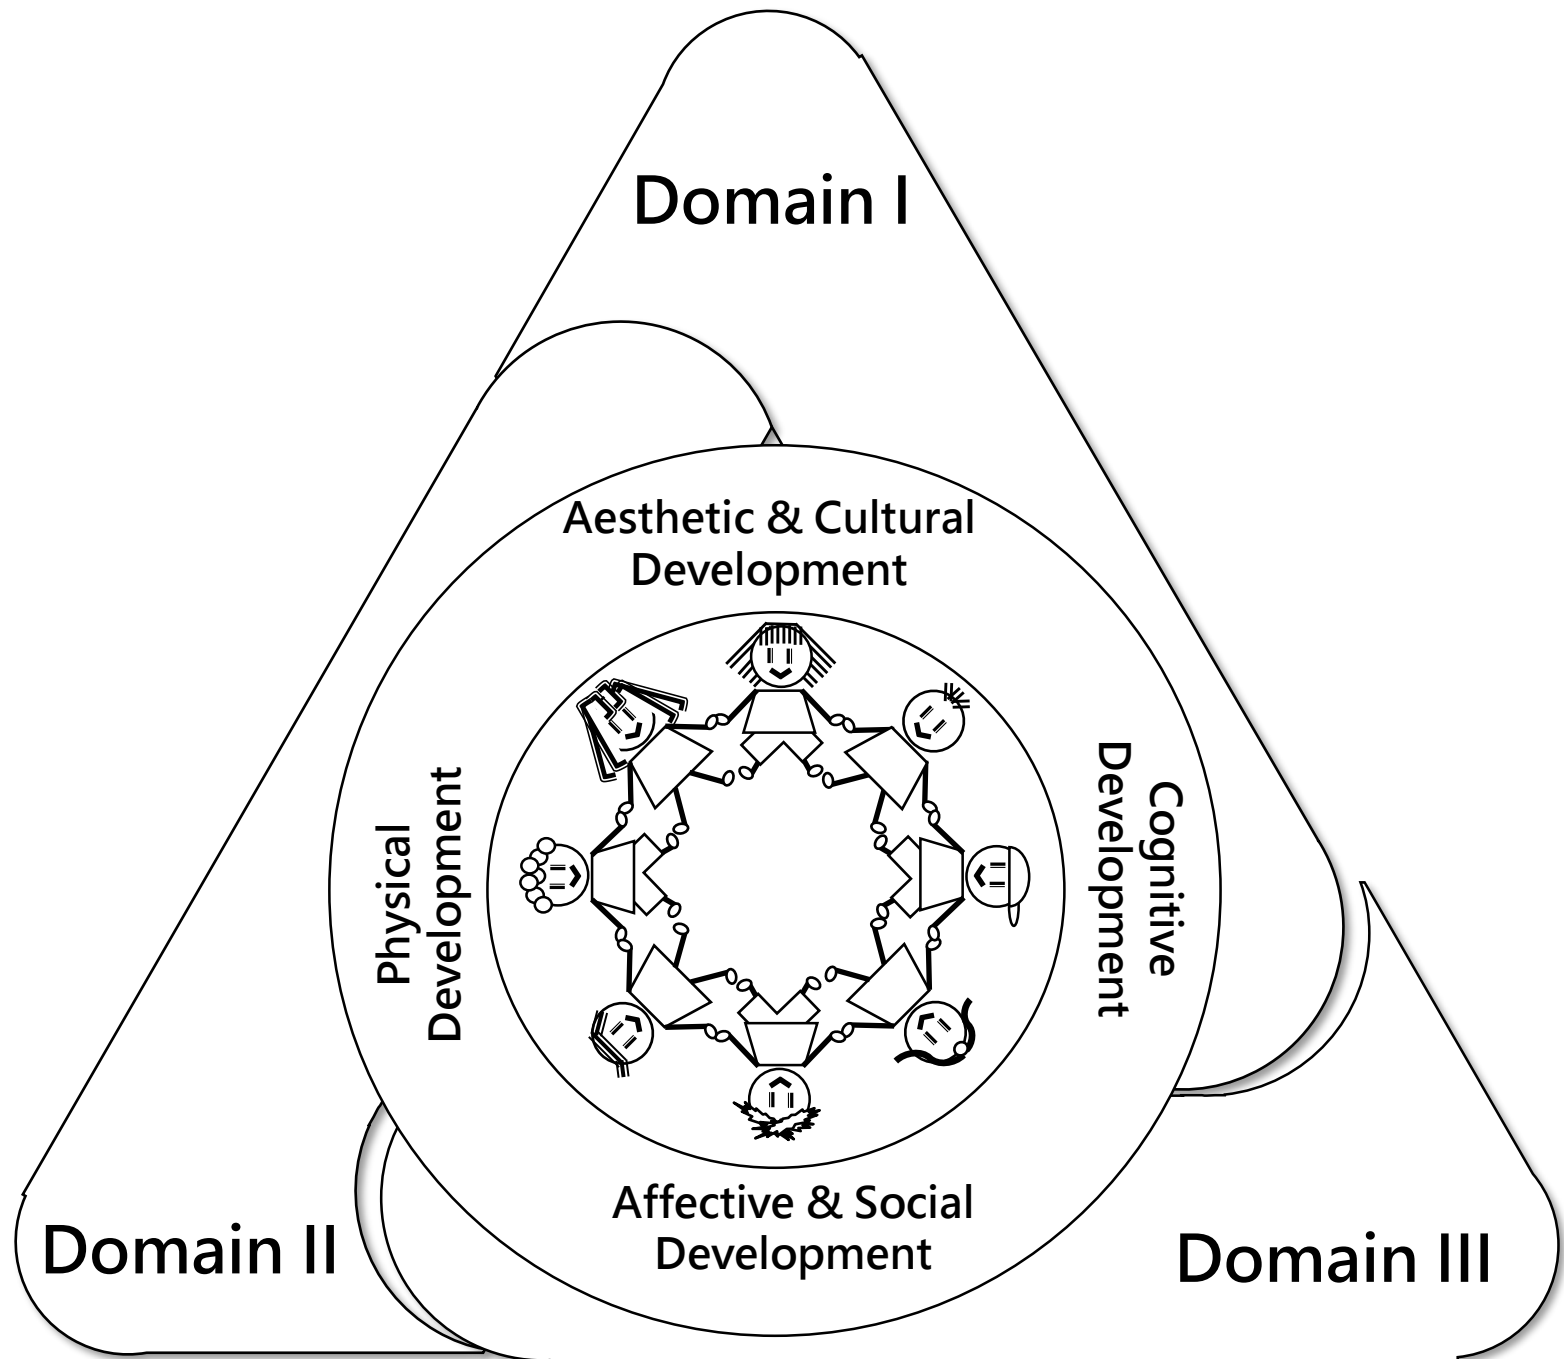 Domain I
Aesthetic & Cultural
Development
Physical
Development
Cognitive
Development
Affective & Social
Development
Domain II
Domain III